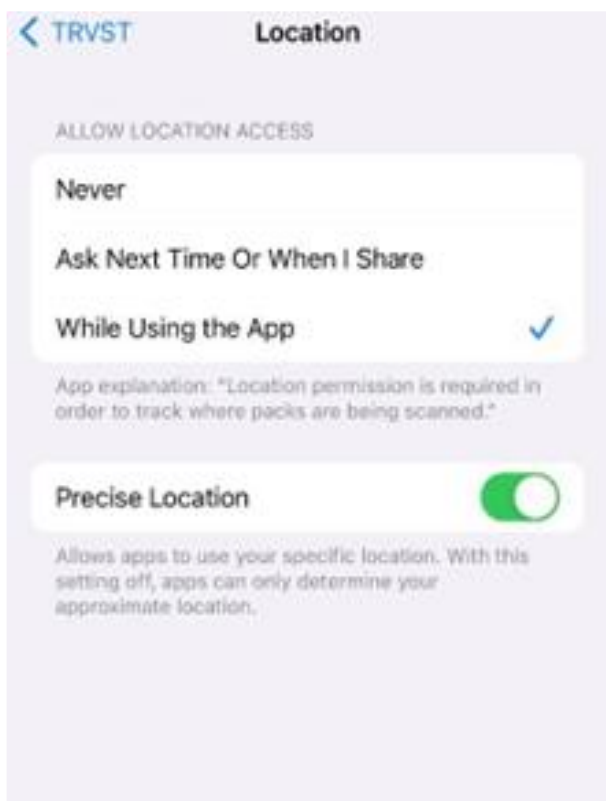 TRVST
Location
ALLOW LOCATION ACCESS
Never
Ask Next Time Or When I Share
While Using the App
App explanation: "Location permission is required in
order to track where packs are being scanned."
Precise Location
Allows apps to use your specific location. With this
setting off, apps can only determine your
approximate location.